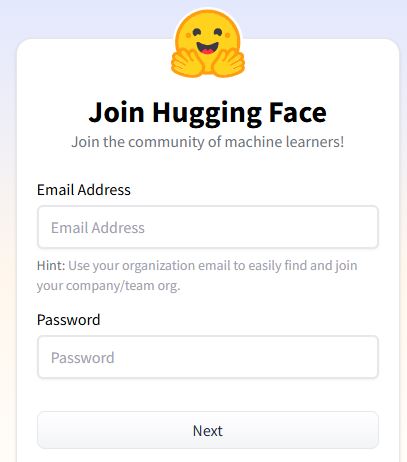 Join Hugging Face
Join the community of machine learners!
Email Address
Email Address
Hint: Use your organization email to easily find and join
your company/team org.
Password
Password
Next